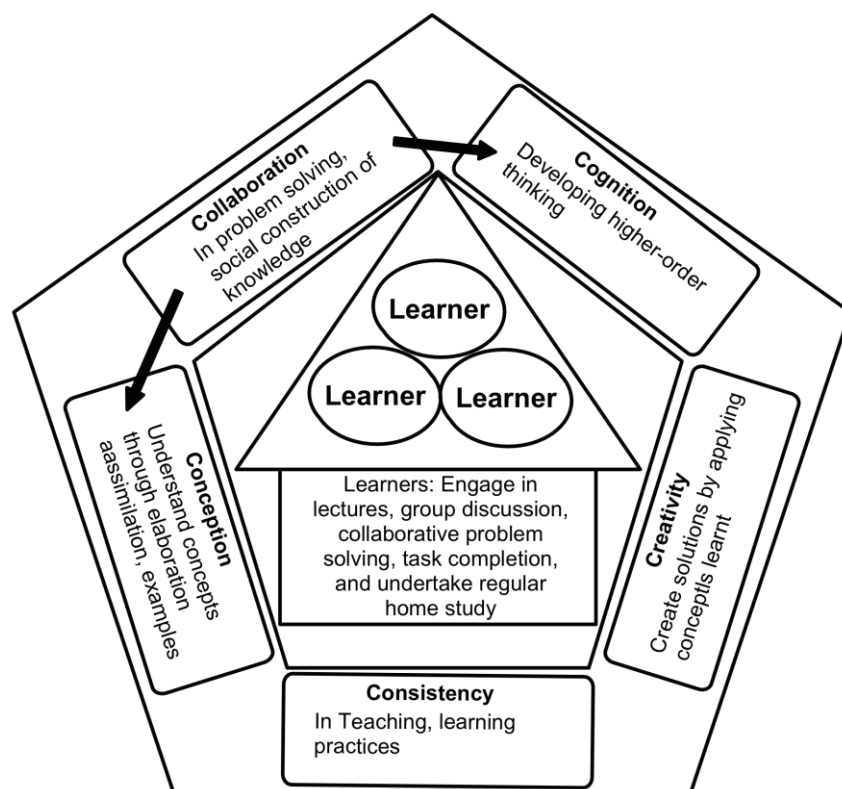 Collaboration
In problem solving,
social construction of
knowledge
Cognition
Developing higher-order
thinking
Learner
Learner
Learner
Learners: Engage in
lectures, group discussion,
collaborative problem
solving, task completion,
and undertake regular
home study
Conception
Understand concepts
through elaboration
aassimilation, examples
Creativity
Create solutions by applying
conceptls learnt
Consistency
In Teaching, learning
practices